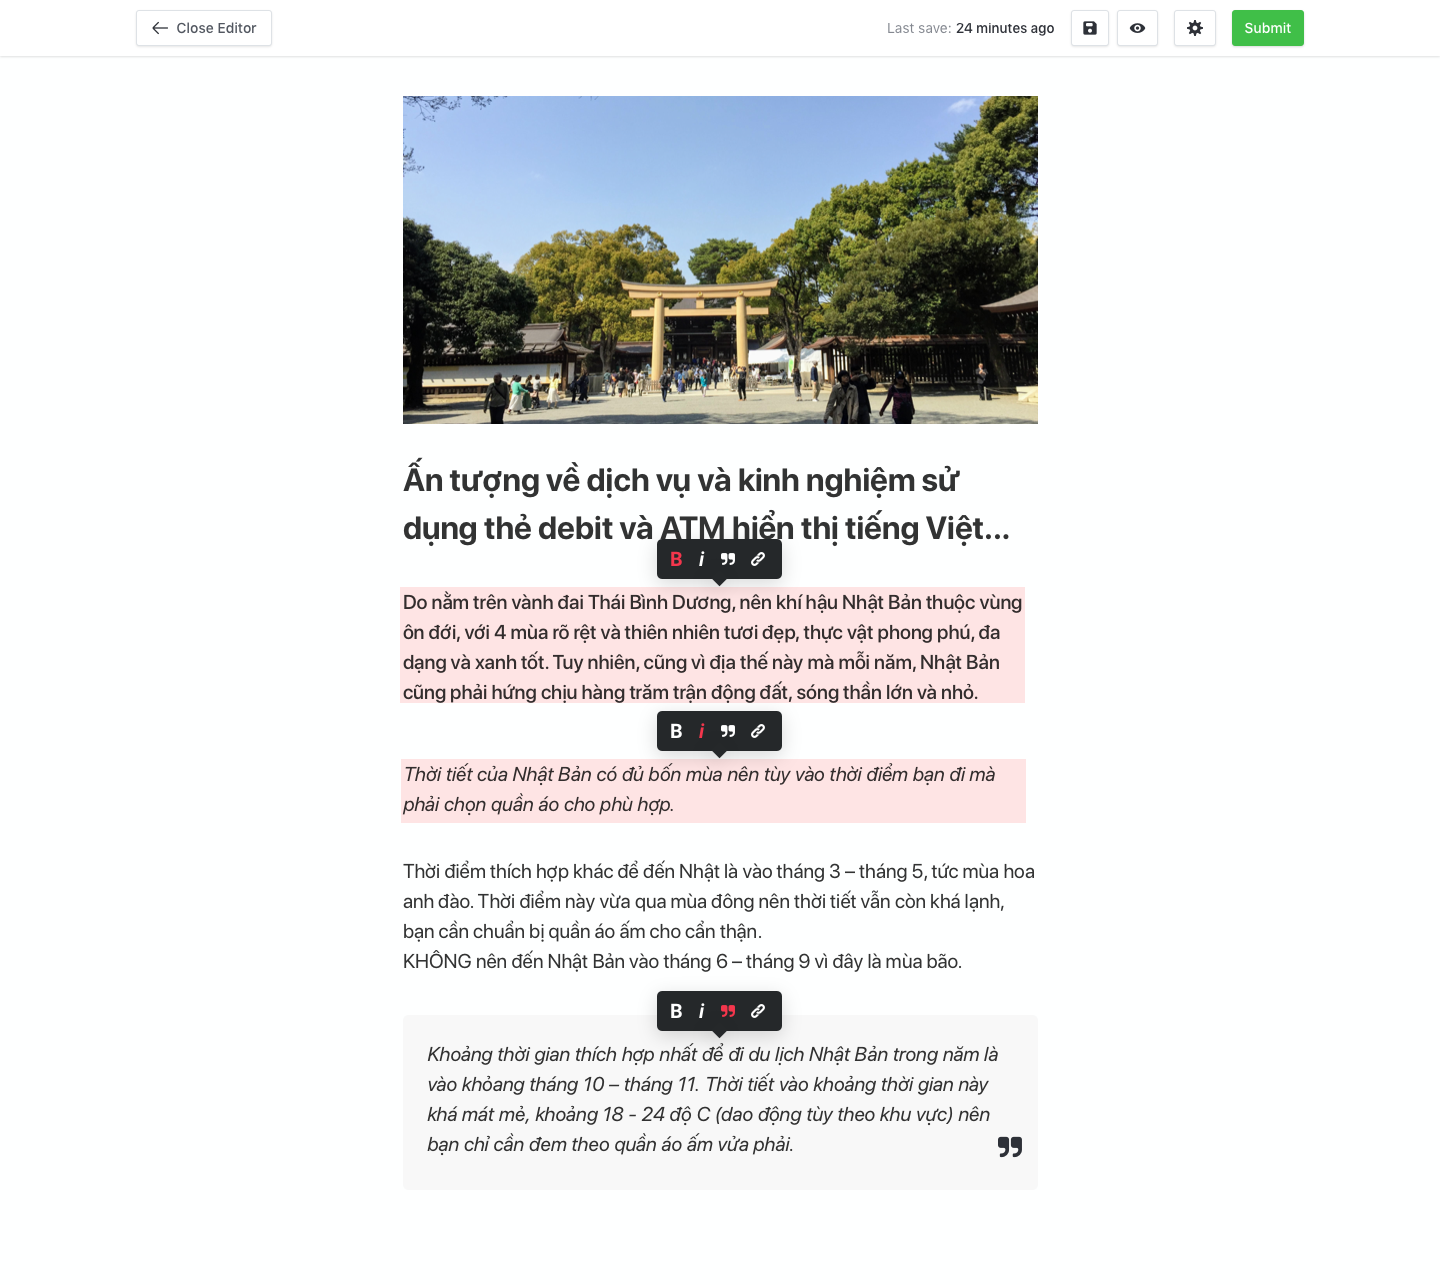 Close Editor
Last save: 24 minutes ago
Submit
Ấn tượng về dịch vụ và kinh nghiệm sử
dụng thẻ debit và ATM hiển thị tiếng Việt...
B i
Do nằm trên vành đai Thái Bình Dương, nên khí hậu Nhật Bản thuộc vùng
ôn đới, với 4 mùa rõ rệt và thiên nhiên tươi đẹp, thực vật phong phú, đa
dạng và xanh tốt. Tuy nhiên, cũng vì địa thế này mà mỗi năm, Nhật Bản
cũng phải hứng chịu hàng trăm trận động đất, sóng thần lớn và nhỏ.
B i
Thời tiết của Nhật Bản có đủ bốn mùa nên tùy vào thời điểm bạn đi mà
phải chọn quần áo cho phù hợp.
Thời điểm thích hợp khác để đến Nhật là vào tháng 3 – tháng 5, tức mùa hoa
anh đào. Thời điểm này vừa qua mùa đông nên thời tiết vẫn còn khá lạnh,
bạn cần chuẩn bị quần áo ấm cho cẩn thận.
KHÔNG nên đến Nhật Bản vào tháng 6 – tháng 9 vì đây là mùa bão.
B i
Khoảng thời gian thích hợp nhất để đi du lịch Nhật Bản trong năm là
vào khỏang tháng 10 – tháng 11. Thời tiết vào khoảng thời gian này
khá mát mẻ, khoảng 18 - 24 độ C (dao động tùy theo khu vực) nên
bạn chỉ cần đem theo quần áo ấm vửa phải.